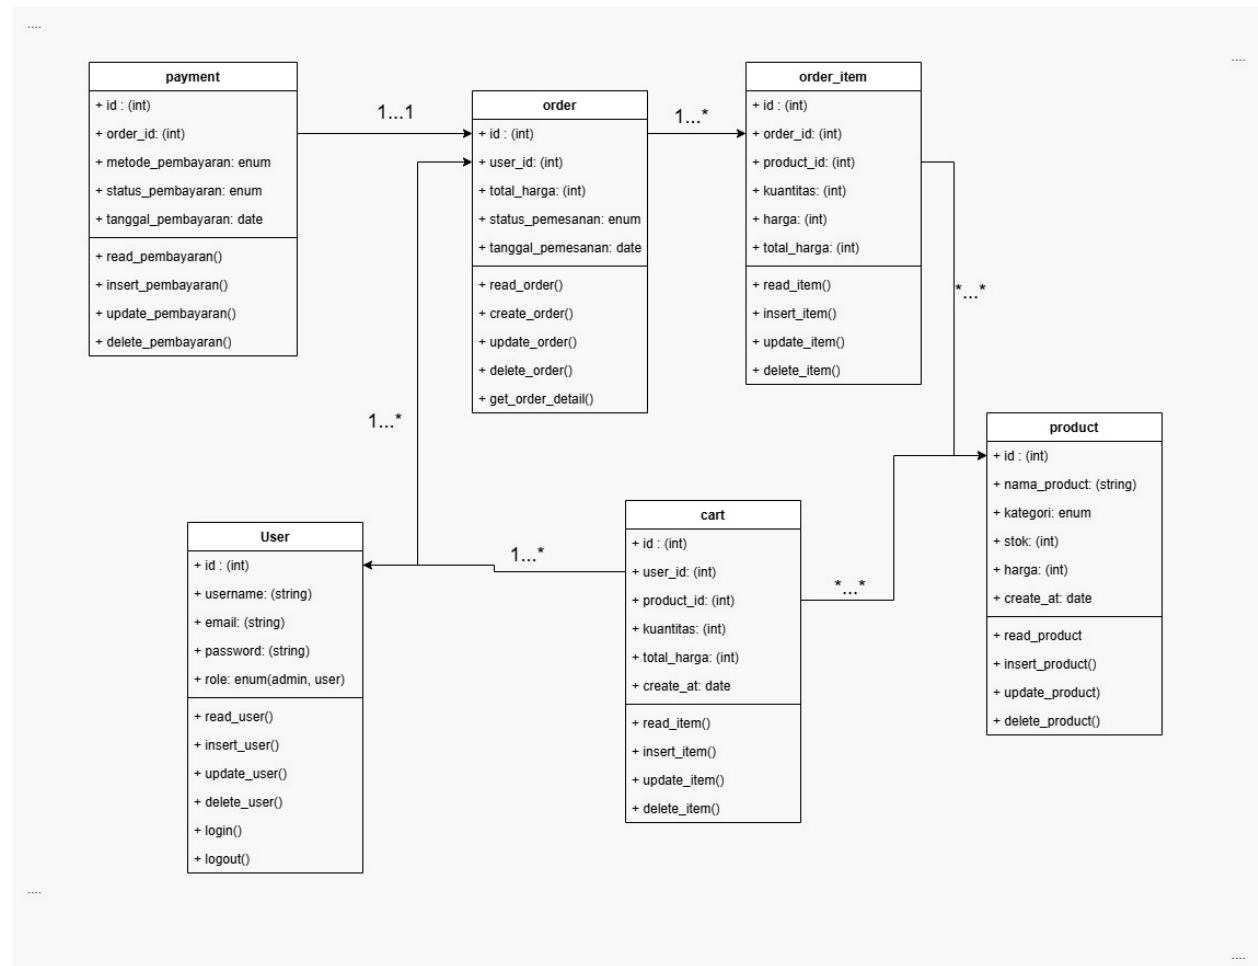 ....
....
payment
+ id : (int)
+ order_id: (int)
+ metode_pembayaran: enum
+ status_pembayaran: enum
+ tanggal_pembayaran: date
+ read_pembayaran()
+ insert_pembayaran()
+ update_pembayaran()
+ delete_pembayaran()
1...1
order
+ id : (int)
+ user_id: (int)
+ total_harga: (int)
+ status_pemesanan: enum
+ tanggal_pemesanan: date
+ read_order()
+ create_order()
+ update_order()
+ delete_order()
+ get_order_detail()
1...*
order_item
+ id : (int)
+ order_id: (int)
+ product_id: (int)
+ kuantitas: (int)
+ harga: (int)
+ total_harga: (int)
+ read_item()
+ insert_item()
+ update_item()
+ delete_item()
*...*
1...*
User
+ id : (int)
+ username: (string)
+ email: (string)
+ password: (string)
+ role: enum(admin, user)
+ read_user()
+ insert_user()
+ update_user()
+ delete_user()
+ login()
+ logout()
1...*
cart
+ id : (int)
+ user_id: (int)
+ product_id: (int)
+ kuantitas: (int)
+ total_harga: (int)
+ create_at: date
+ read_item()
+ insert_item()
+ update_item()
+ delete_item()
*...*
product
+ id : (int)
+ nama_product: (string)
+ kategori: enum
+ stok: (int)
+ harga: (int)
+ create_at: date
+ read_product
+ insert_product()
+ update_product)
+ delete_product()
....
....